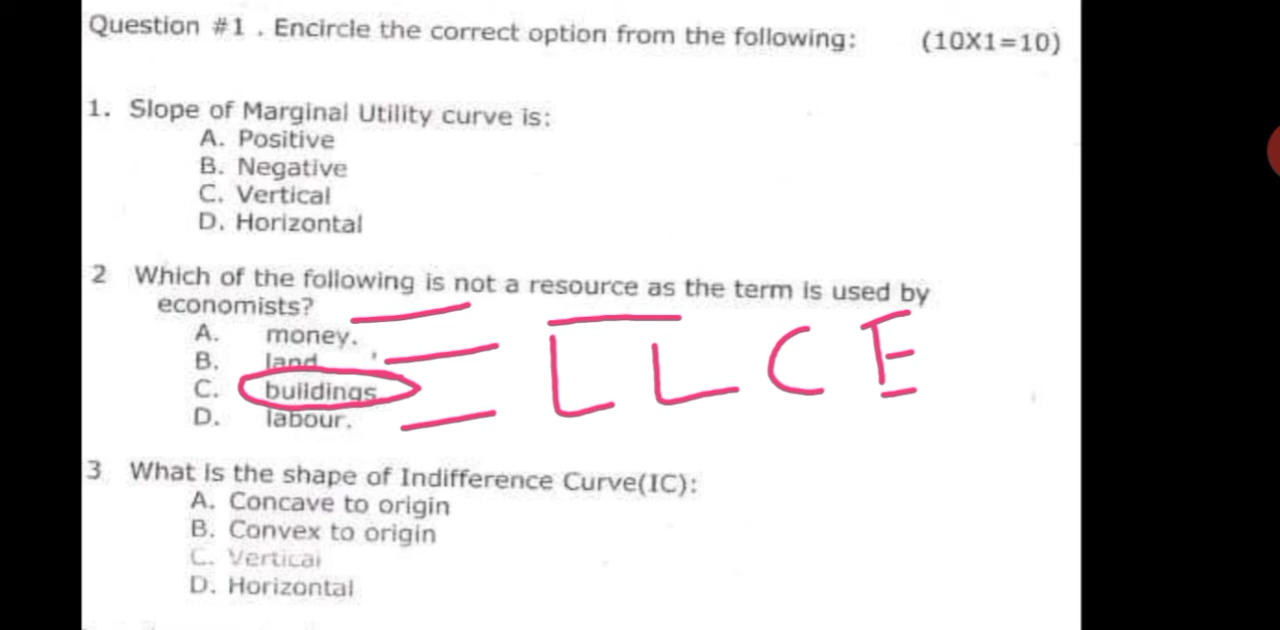 Question #1 . Encircle the correct option from the following: (10X1=10)
1. Slope of Marginal Utility curve is:
A. Positive
B. Negative
C. Vertical
D. Horizontal
2 Which of the following is not a resource as the term is used by
economists?
A. money.
B. land
C. buildings
D. labour.
L L C E
3 What is the shape of Indifference Curve(IC):
A. Concave to origin
B. Convex to origin
C. Vertical
D. Horizontal